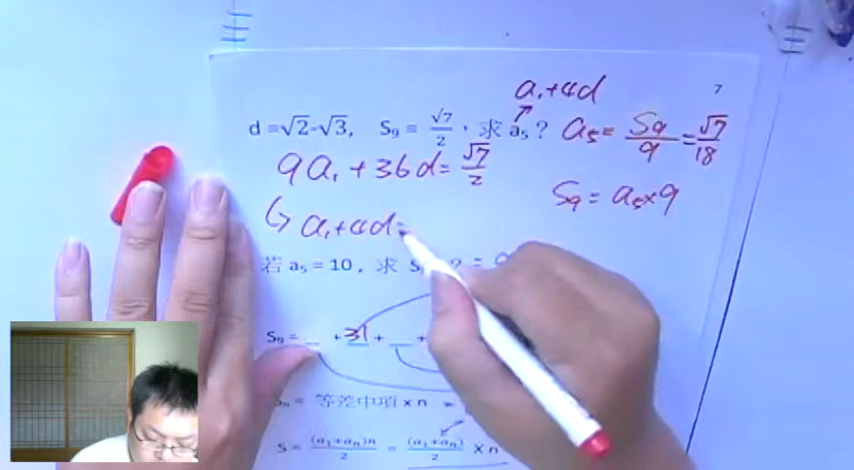 7
a₁+4d
d =√2-√3, S₉ = √7/2,求 a₅? a₅= S₉/9 = √7/18
9a₁+36d= √7/2
S₉= a₅×9
↳ a₁+4d=
若 a₅ = 10, 求 S
S₉ = _ + 31 + _ +
Sₙ = 等差中項 ×n =
S = (a₁+aₙ)n/2 = (a₁+aₙ)/2 ×n